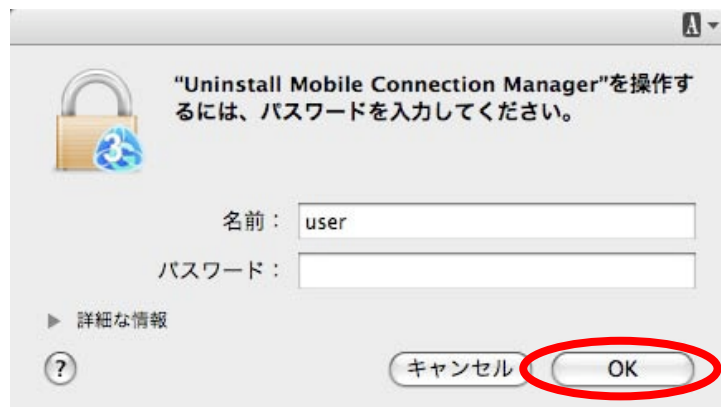 A
“Uninstall Mobile Connection Manager”を操作す
るには、パスワードを入力してください。
3G
名前： user
パスワード：
詳細な情報
? キャンセル OK